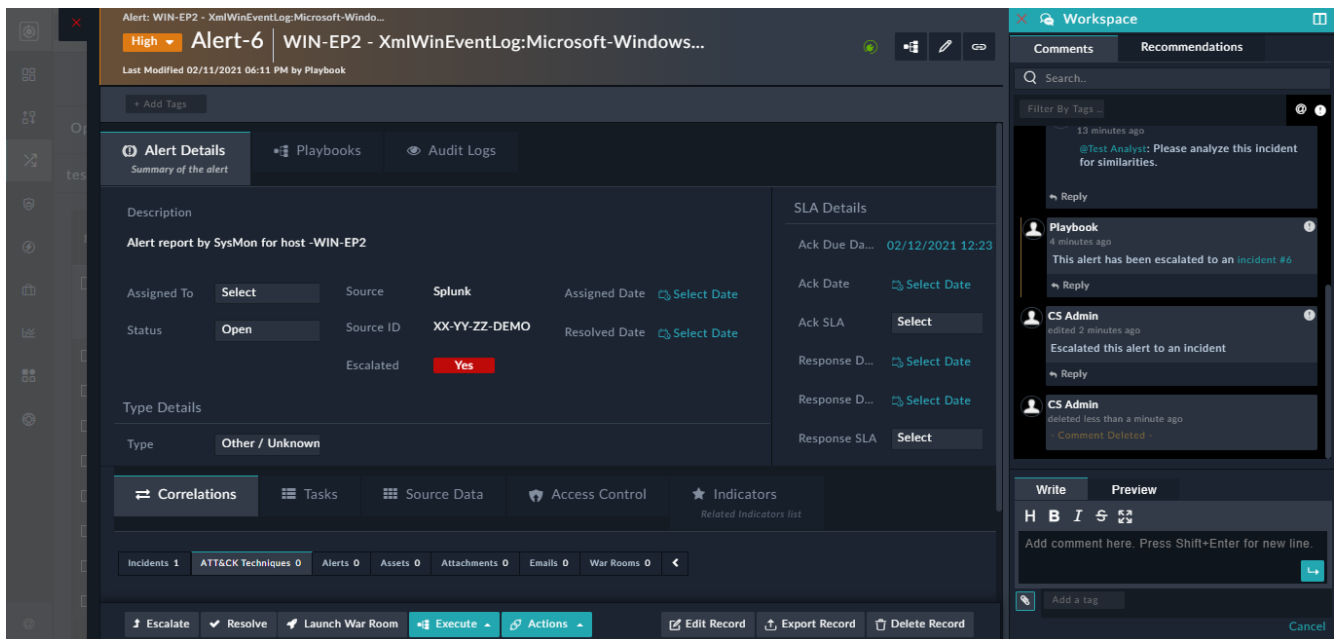 Alert: WIN-EP2 - XmlWinEventLog:Microsoft-Windo...
High Alert-6 WIN-EP2 - XmlWinEventLog:Microsoft-Windows...
Last Modified 02/11/2021 06:11 PM by Playbook
+ Add Tags
Op
tes
Alert Details
Summary of the alert
Playbooks
Audit Logs
Description
Alert report by SysMon for host -WIN-EP2
Assigned To Select Source Splunk Assigned Date Select Date
Status Open Source ID XX-YY-ZZ-DEMO Resolved Date Select Date
Escalated Yes
Type Details
Type Other / Unknown
SLA Details
Ack Due Da... 02/12/2021 12:23
Ack Date Select Date
Ack SLA Select
Response D... Select Date
Response D... Select Date
Response SLA Select
Correlations Tasks Source Data Access Control Indicators
Related Indicators list
Incidents 1 ATT&CK Techniques 0 Alerts 0 Assets 0 Attachments 0 Emails 0 War Rooms 0
Escalate Resolve Launch War Room Execute Actions Edit Record Export Record Delete Record
Workspace
Comments Recommendations
Search..
Filter By Tags ..
@
13 minutes ago
@Test Analyst: Please analyze this incident
for similarities.
Reply
Playbook
4 minutes ago
This alert has been escalated to an incident #6
Reply
CS Admin
edited 2 minutes ago
Escalated this alert to an incident
Reply
CS Admin
deleted less than a minute ago
- Comment Deleted -
Write Preview
H B I S
Add comment here. Press Shift+Enter for new line.
Add a tag
Cancel